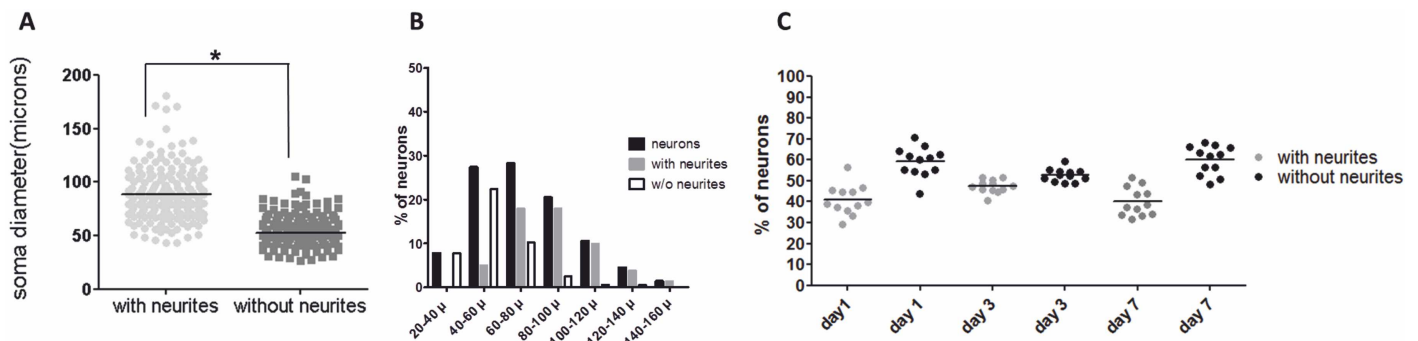 A
soma diameter(microns)
200
150
100
50
0
*
with neurites
without neurites
B
% of neurons
50
40
30
20
10
0
neurons
with neurites
w/o neurites
20-40 μ
40-60 μ
60-80 μ
80-100 μ
100-120 μ
120-140 μ
140-160 μ
C
% of neurons
100
90
80
70
60
50
40
30
20
10
0
day1
day 1
day 3
day 3
day 7
day 7
with neurites
without neurites